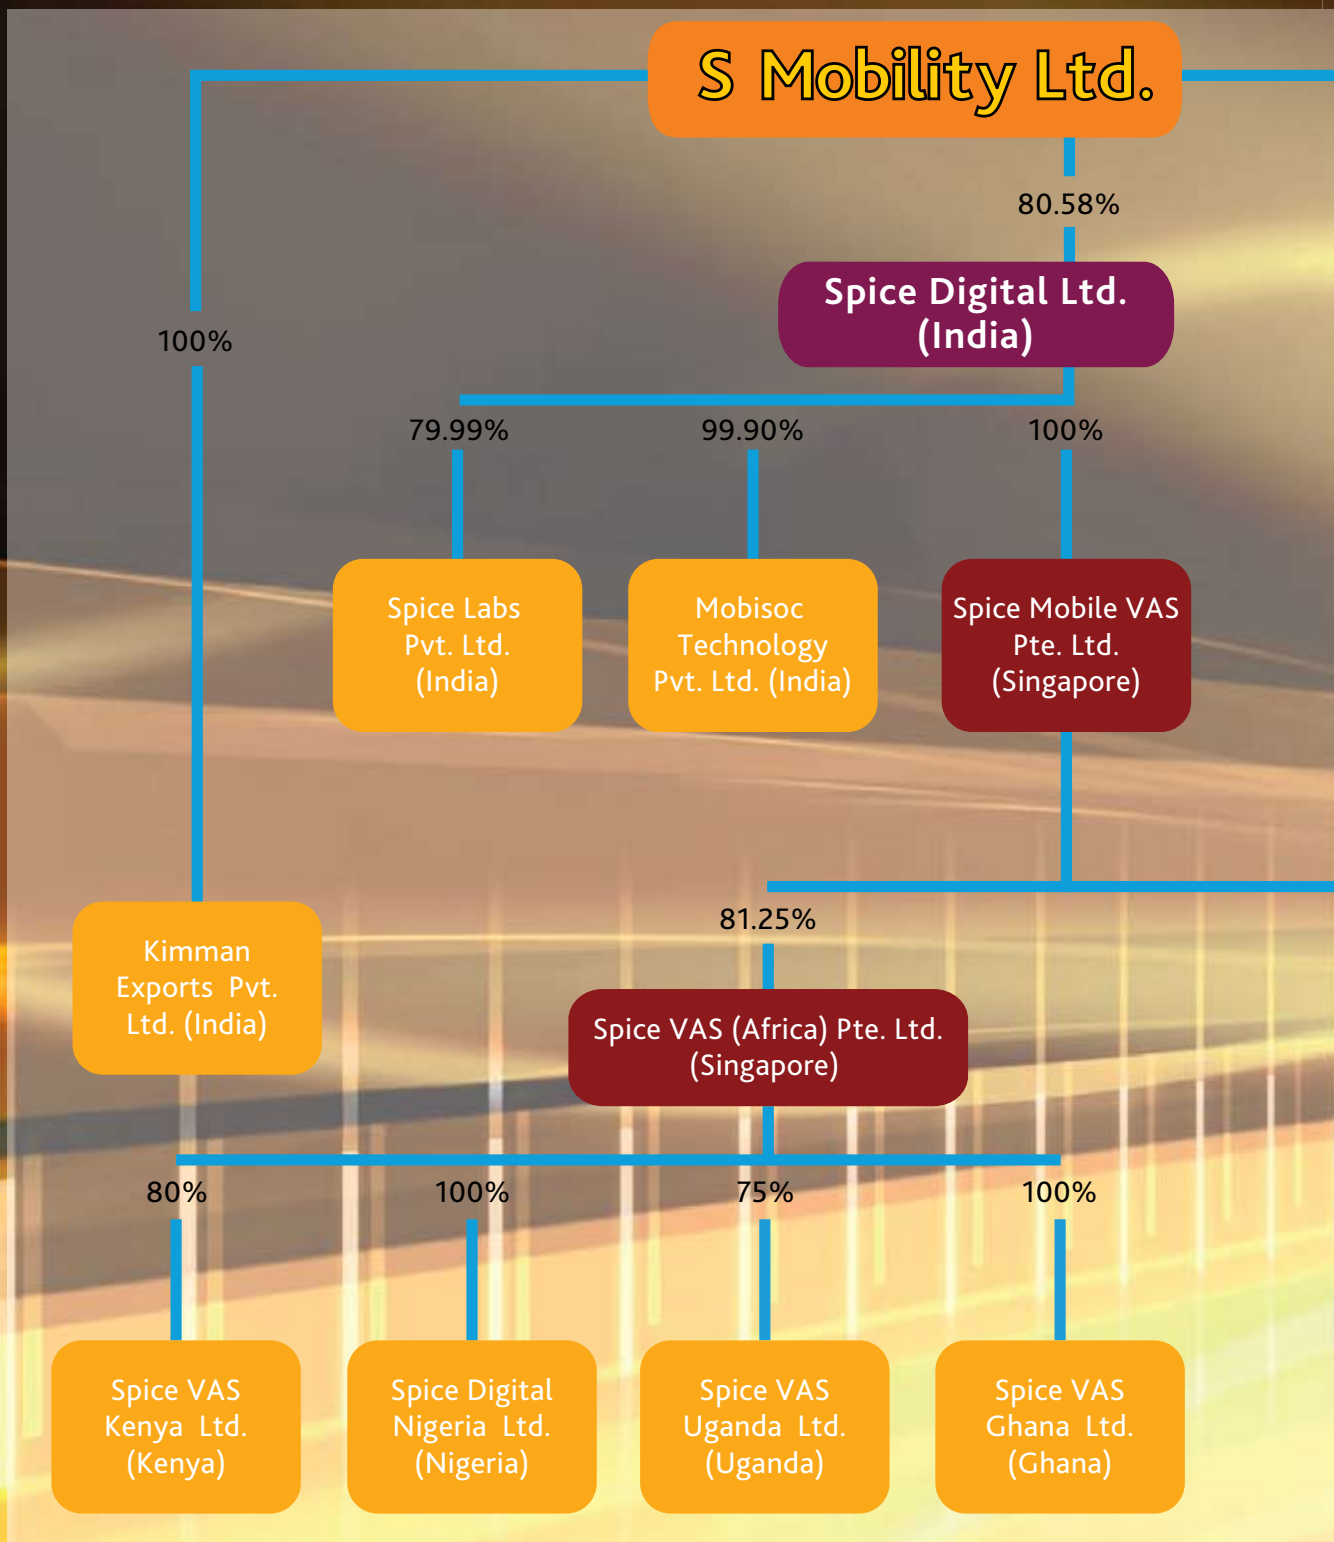 S Mobility Ltd.
80.58%
Spice Digital Ltd.
(India)
100%
79.99%
99.90%
100%
Spice Labs
Pvt. Ltd.
(India)
Mobisoc
Technology
Pvt. Ltd. (India)
Spice Mobile VAS
Pte. Ltd.
(Singapore)
81.25%
Kimman
Exports Pvt.
Ltd. (India)
Spice VAS (Africa) Pte. Ltd.
(Singapore)
80%
100%
75%
100%
Spice VAS
Kenya Ltd.
(Kenya)
Spice Digital
Nigeria Ltd.
(Nigeria)
Spice VAS
Uganda Ltd.
(Uganda)
Spice VAS
Ghana Ltd.
(Ghana)